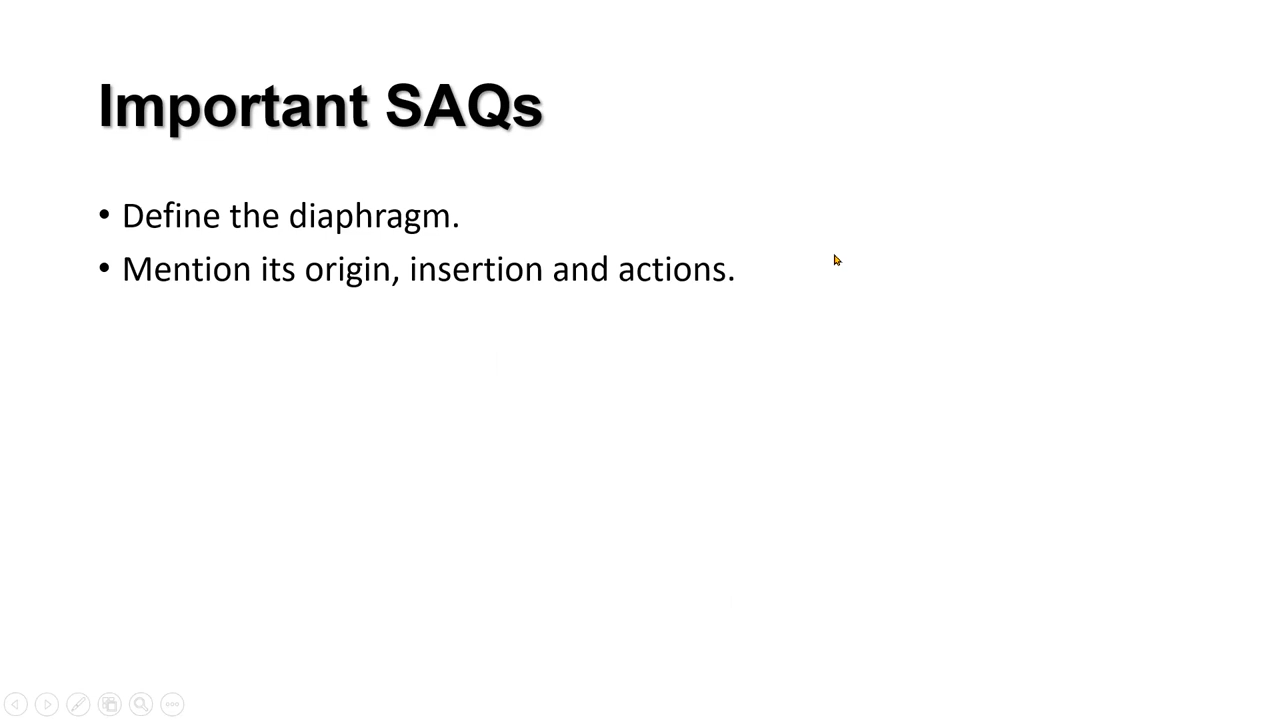 Important SAQs
• Define the diaphragm.
• Mention its origin, insertion and actions.